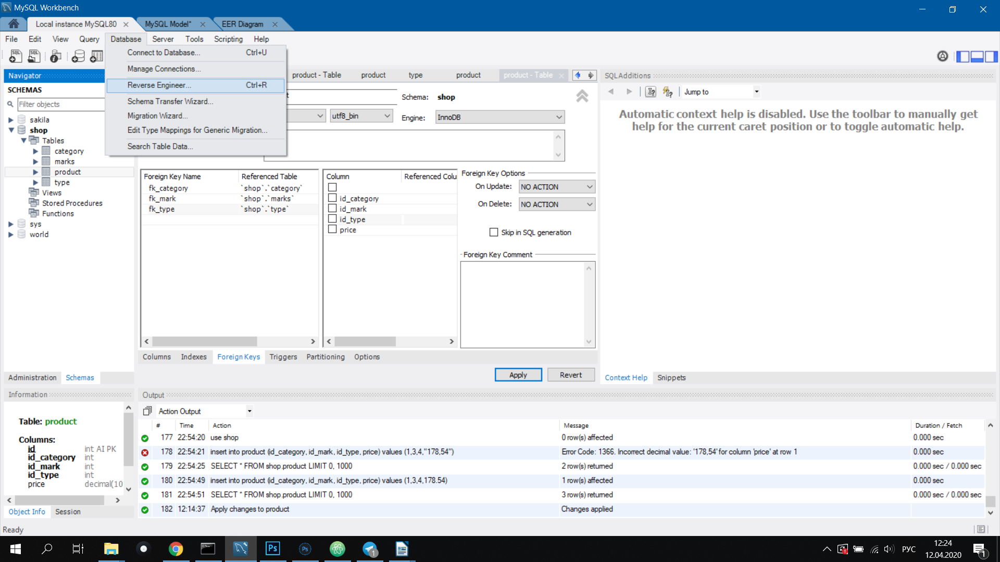 MySQL Workbench
Local instance MySQL80
MySQL Model*
EER Diagram
File Edit View Query Database Server Tools Scripting Help
Connect to Database... Ctrl+U
Manage Connections...
Reverse Engineer... Ctrl+R
Schema Transfer Wizard...
Migration Wizard...
Edit Type Mappings for Generic Migration...
Search Table Data...
Navigator
SCHEMAS
Filter objects
sakila
shop
Tables
category
marks
product
type
Views
Stored Procedures
Functions
sys
world
Administration Schemas
product - Table product type product product - Table
Schema: shop
utf8_bin
Engine: InnoDB
Foreign Key Name Referenced Table
fk_category `shop`.`category`
fk_mark `shop`.`marks`
fk_type `shop`.`type`
Column Referenced Colu
id_category
id_mark
id_type
price
Foreign Key Options
On Update: NO ACTION
On Delete: NO ACTION
Skip in SQL generation
Foreign Key Comment
Columns Indexes Foreign Keys Triggers Partitioning Options
Apply Revert
SQLAdditions
Jump to
Automatic context help is disabled. Use the toolbar to manually get
help for the current caret position or to toggle automatic help.
Context Help Snippets
Information
Table: product
Columns:
id int AI PK
id_category int
id_mark int
id_type int
price decimal(10
Object Info Session
Output
Action Output
# Time Action Message Duration / Fetch
177 22:54:20 use shop 0 row(s) affected 0.000 sec
178 22:54:21 insert into product (id_category, id_mark, id_type, price) values (1,3,4,"178,54") Error Code: 1366. Incorrect decimal value: '178,54' for column 'price' at row 1 0.000 sec
179 22:54:25 SELECT * FROM shop.product LIMIT 0, 1000 2 row(s) returned 0.000 sec / 0.000 sec
180 22:54:49 insert into product (id_category, id_mark, id_type, price) values (1,3,4,178.54) 1 row(s) affected 0.000 sec
181 22:54:51 SELECT * FROM shop.product LIMIT 0, 1000 3 row(s) returned 0.000 sec / 0.000 sec
182 12:14:37 Apply changes to product Changes applied
Ready
Ps
Ps
1
РУС
12:24
12.04.2020
1